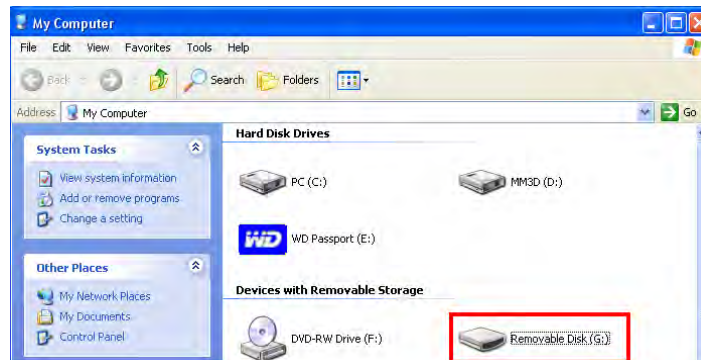 My Computer
File Edit View Favorites Tools Help
Back Search Folders
Address My Computer Go
System Tasks
View system information
Add or remove programs
Change a setting
Other Places
My Network Places
My Documents
Control Panel
Hard Disk Drives
PC (C:) MM3D (D:)
WD WD Passport (E:)
Devices with Removable Storage
DVD-RW Drive (F:) Removable Disk (G:)